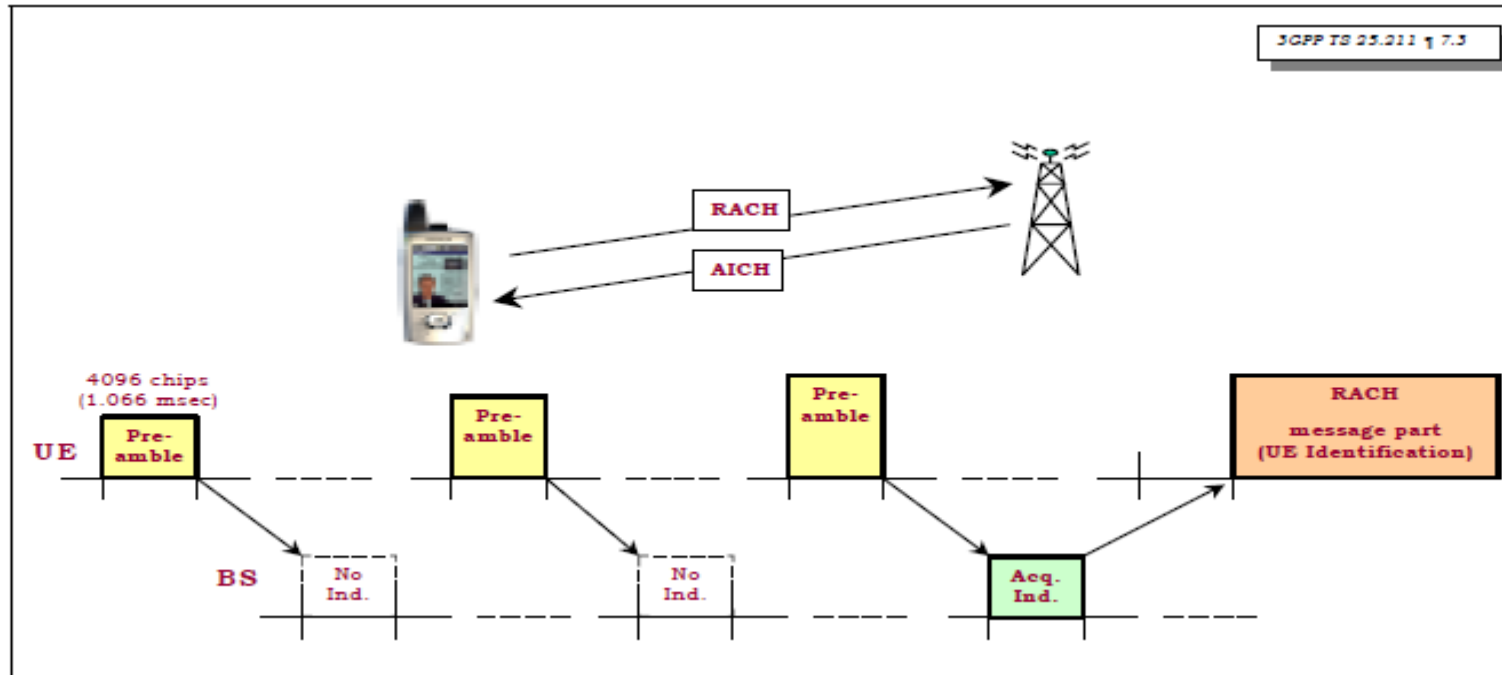 3GPP TS 25.211 ¶ 7.3
RACH
AICH
4096 chips
(1.066 msec)
UE
Pre-
amble
Pre-
amble
Pre-
amble
RACH
message part
(UE Identification)
BS
No
Ind.
No
Ind.
Acq.
Ind.